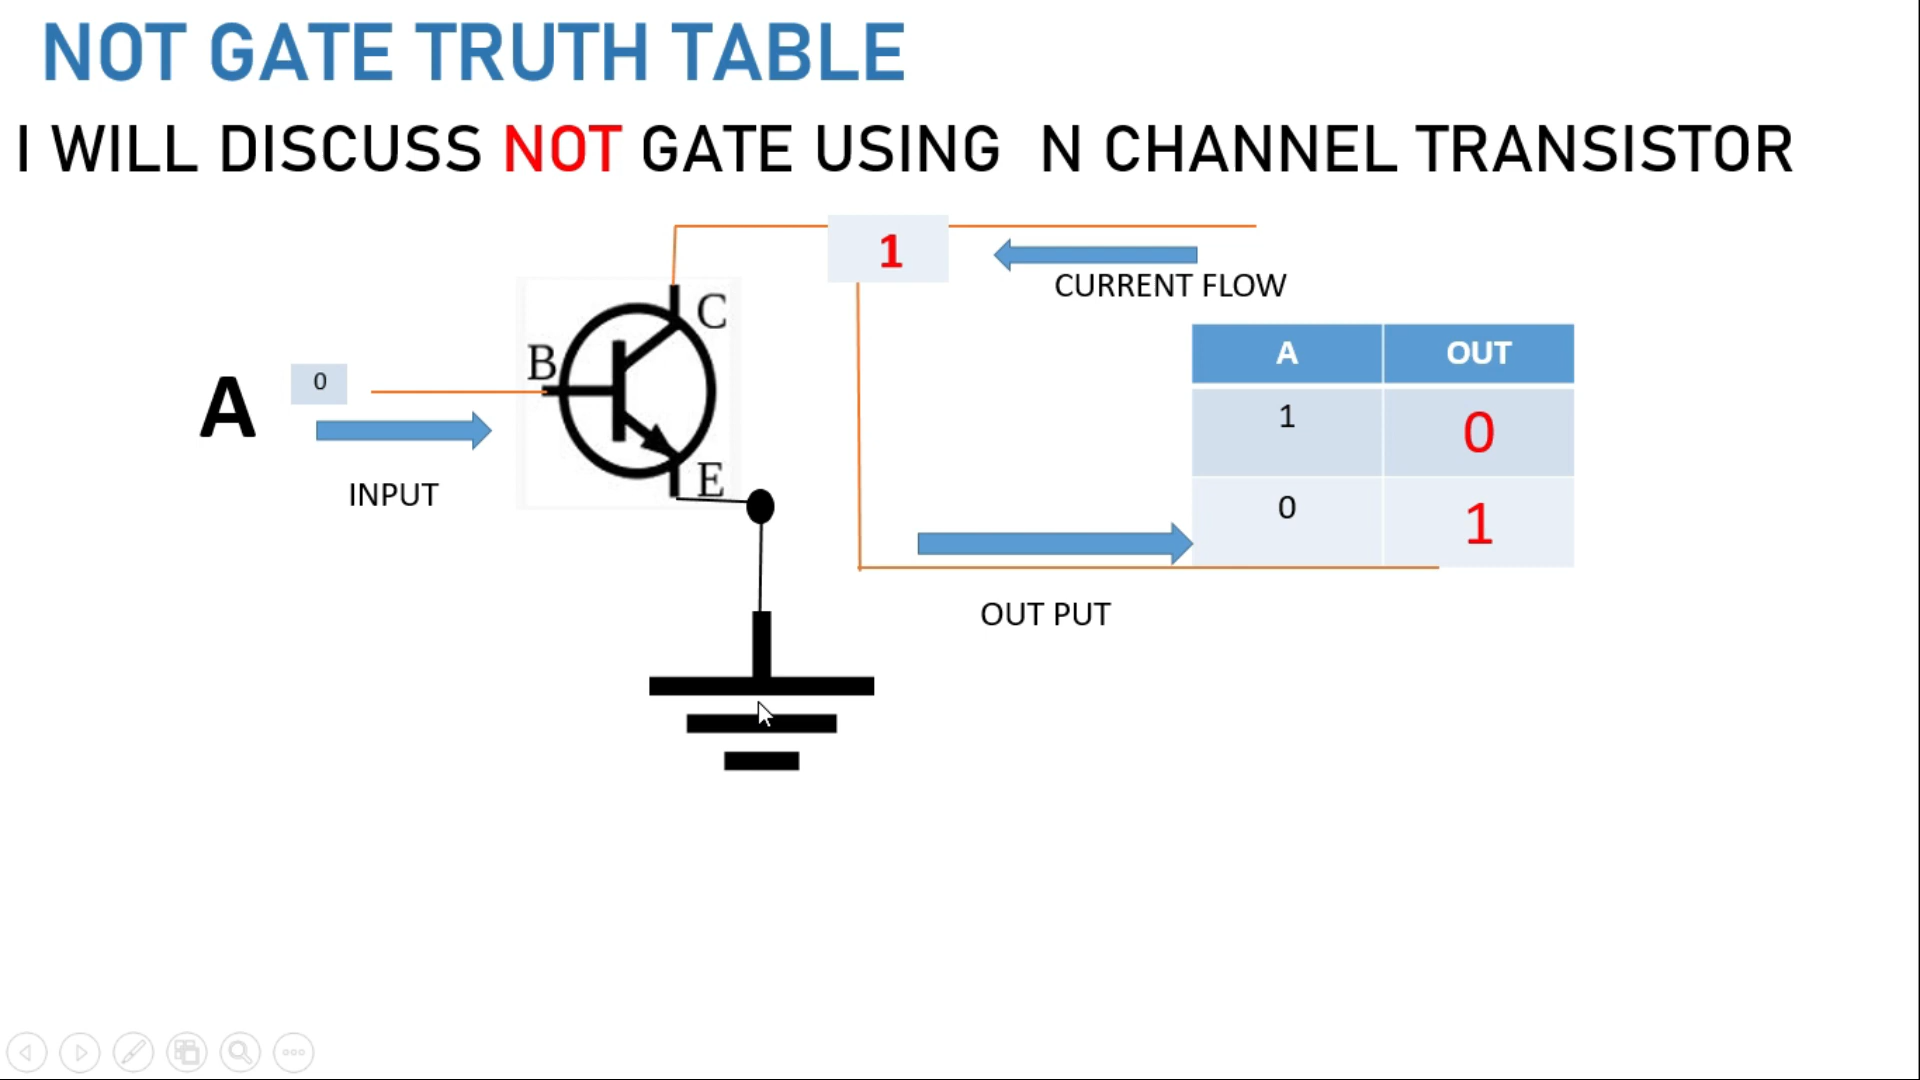 NOT GATE TRUTH TABLE
I WILL DISCUSS NOT GATE USING N CHANNEL TRANSISTOR
1
CURRENT FLOW
C
B
A
0
INPUT
E
A OUT
1 0
0 1
OUT PUT